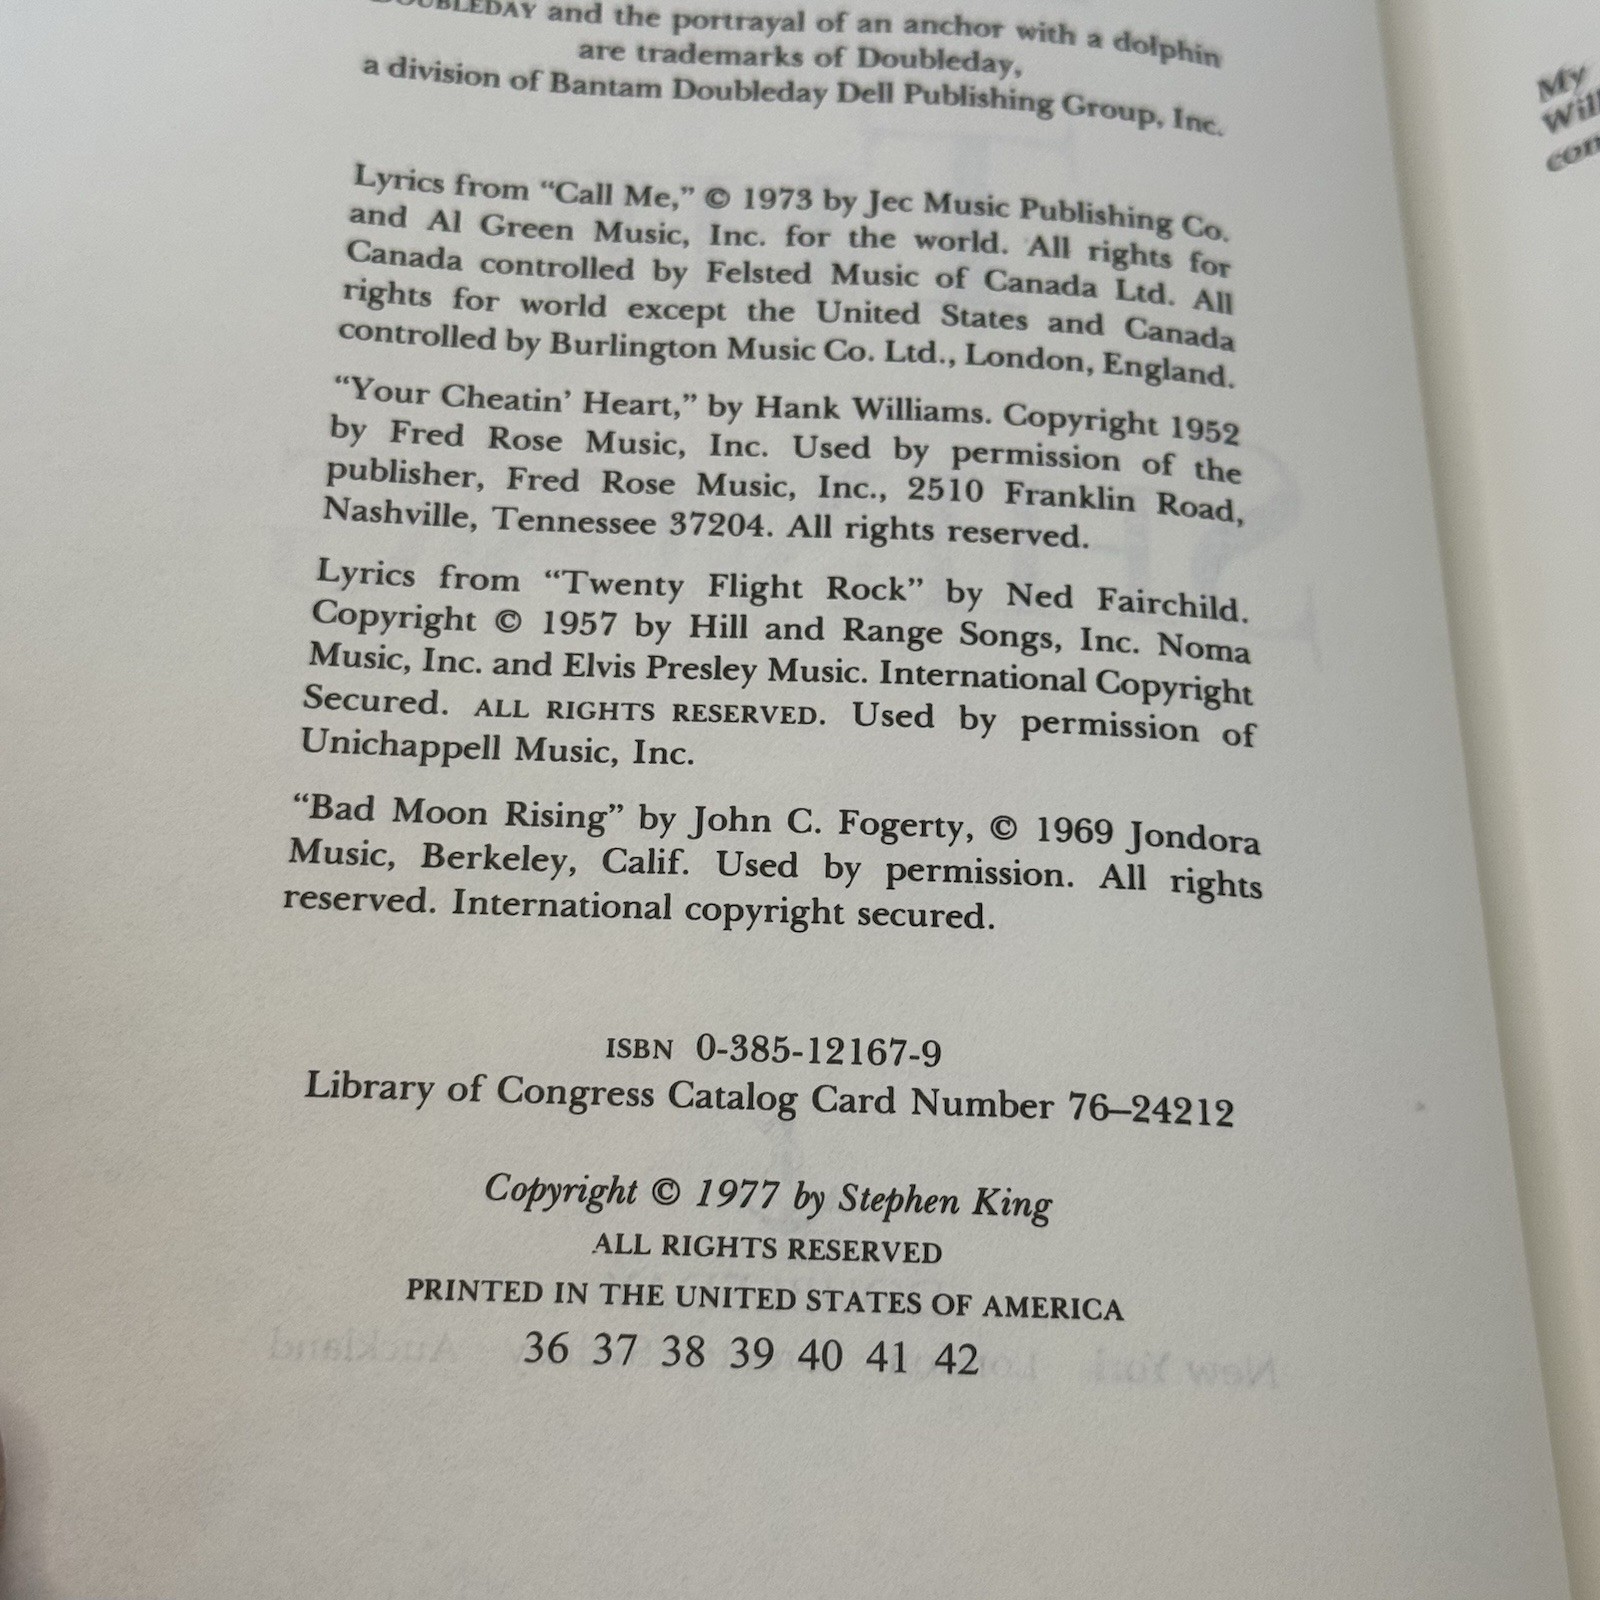 DOUBLEDAY and the portrayal of an anchor with a dolphin
are trademarks of Doubleday,
a division of Bantam Doubleday Dell Publishing Group, Inc.
Lyrics from “Call Me,” © 1973 by Jec Music Publishing Co.
and Al Green Music, Inc. for the world. All rights for
Canada controlled by Felsted Music of Canada Ltd. All
rights for world except the United States and Canada
controlled by Burlington Music Co. Ltd., London, England.
“Your Cheatin’ Heart,” by Hank Williams. Copyright 1952
by Fred Rose Music, Inc. Used by permission of the
publisher, Fred Rose Music, Inc., 2510 Franklin Road,
Nashville, Tennessee 37204. All rights reserved.
Lyrics from “Twenty Flight Rock” by Ned Fairchild.
Copyright © 1957 by Hill and Range Songs, Inc. Noma
Music, Inc. and Elvis Presley Music. International Copyright
Secured. ALL RIGHTS RESERVED. Used by permission of
Unichappell Music, Inc.
“Bad Moon Rising” by John C. Fogerty, © 1969 Jondora
Music, Berkeley, Calif. Used by permission. All rights
reserved. International copyright secured.
ISBN 0-385-12167-9
Library of Congress Catalog Card Number 76–24212
Copyright © 1977 by Stephen King
ALL RIGHTS RESERVED
PRINTED IN THE UNITED STATES OF AMERICA
36 37 38 39 40 41 42
My